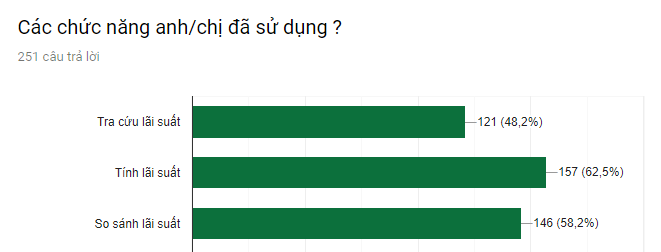 Các chức năng anh/chị đã sử dụng ?
251 câu trả lời
Tra cứu lãi suất 121 (48,2%)
Tính lãi suất 157 (62,5%)
So sánh lãi suất 146 (58,2%)